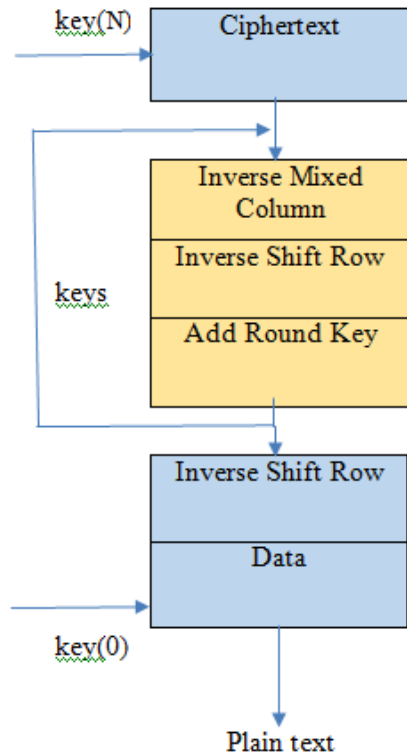 key(N)
Ciphertext
Inverse Mixed
Column
Inverse Shift Row
keys
Add Round Key
Inverse Shift Row
Data
key(0)
Plain text